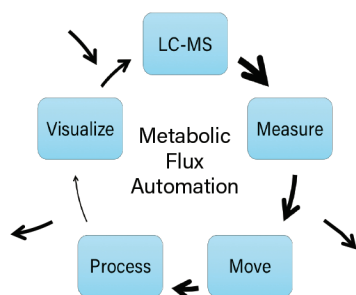 LC-MS
Visualize
Measure
Metabolic
Flux
Automation
Process
Move